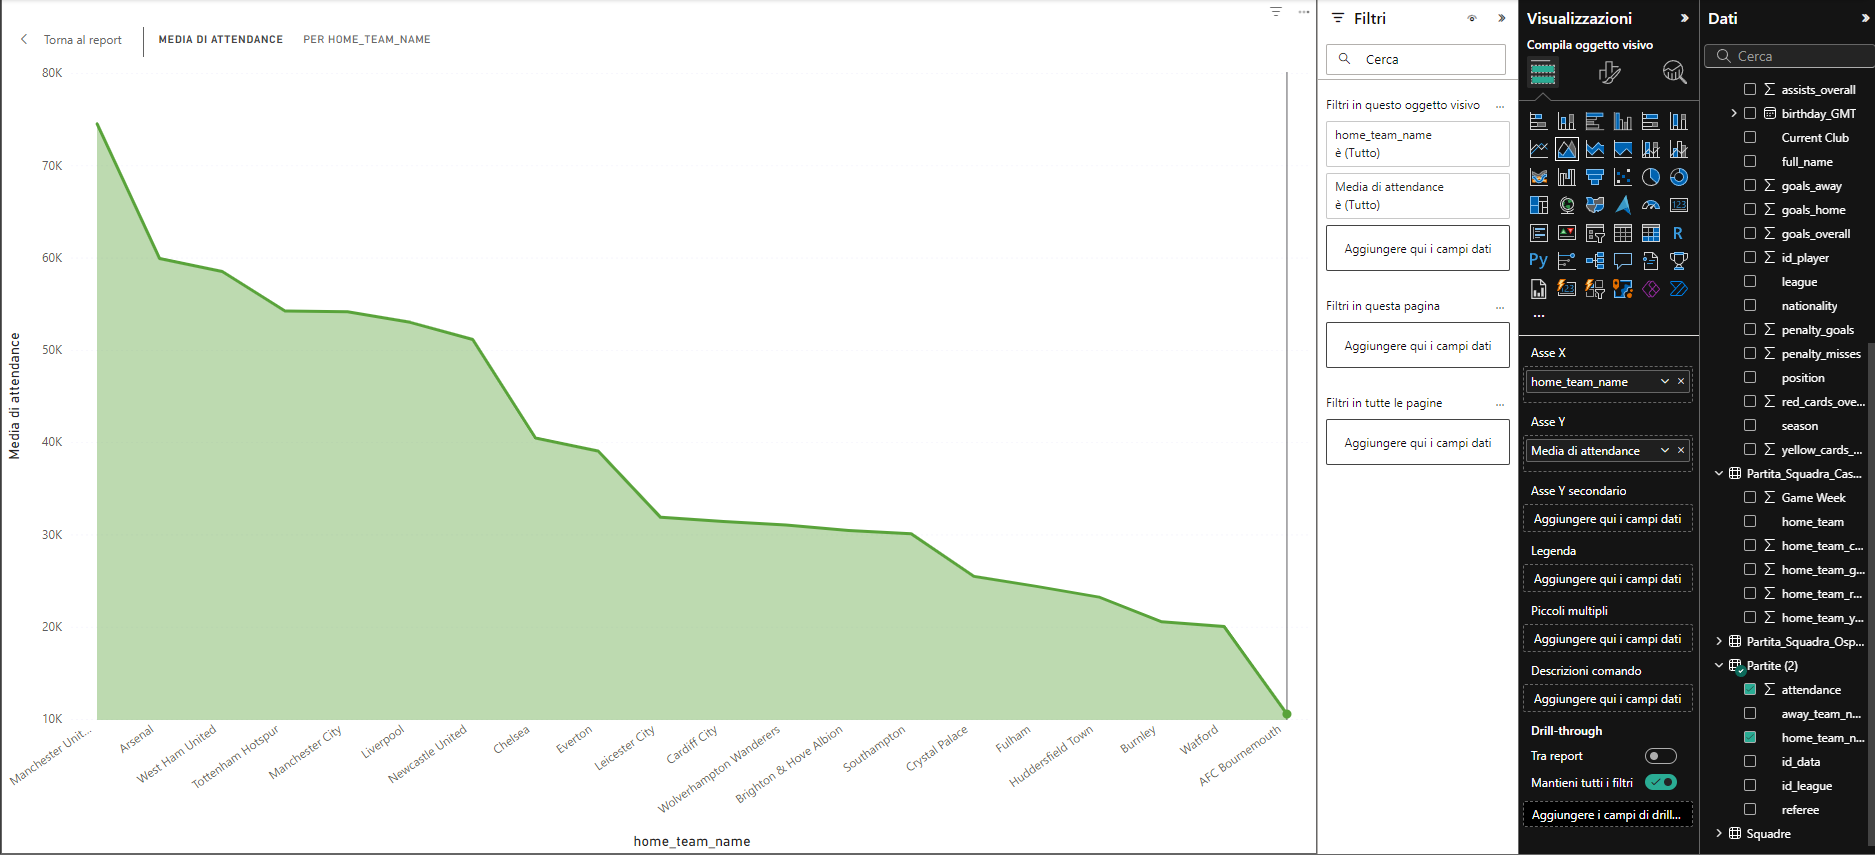 Torna al report
MEDIA DI ATTENDANCE
PER HOME_TEAM_NAME
80K
70K
60K
50K
40K
30K
20K
10K
Media di attendance
Manchester Unit...
Arsenal
West Ham United
Tottenham Hotspur
Manchester City
Liverpool
Newcastle United
Chelsea
Everton
Leicester City
Cardiff City
Wolverhampton Wanderers
Brighton & Hove Albion
Southampton
Crystal Palace
Fulham
Huddersfield Town
Burnley
Watford
AFC Bournemouth
home_team_name
Filtri
Cerca
Filtri in questo oggetto visivo
...
home_team_name
è (Tutto)
Media di attendance
è (Tutto)
Aggiungere qui i campi dati
Filtri in questa pagina
...
Aggiungere qui i campi dati
Filtri in tutte le pagine
...
Aggiungere qui i campi dati
Visualizzazioni
Compila oggetto visivo
123
R
Py
123
...
Asse X
home_team_name
Asse Y
Media di attendance
Asse Y secondario
Aggiungere qui i campi dati
Legenda
Aggiungere qui i campi dati
Piccoli multipli
Aggiungere qui i campi dati
Descrizioni comando
Aggiungere qui i campi dati
Drill-through
Tra report
Mantieni tutti i filtri
Aggiungere i campi di drill...
Dati
Cerca
assists_overall
birthday_GMT
Current Club
full_name
goals_away
goals_home
goals_overall
id_player
league
nationality
penalty_goals
penalty_misses
position
red_cards_ove...
season
yellow_cards_...
Partita_Squadra_Cas...
Game Week
home_team
home_team_c...
home_team_g...
home_team_r...
home_team_y...
Partita_Squadra_Osp...
Partite (2)
attendance
away_team_n...
home_team_n...
id_data
id_league
referee
Squadre